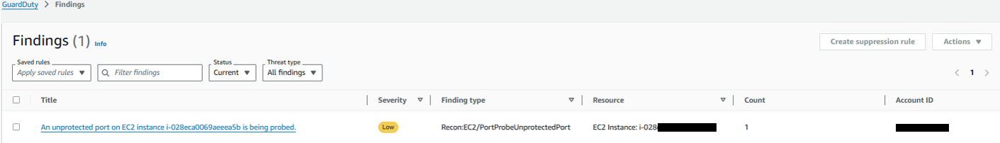 GuardDuty > Findings
Findings (1) Info
Create suppression rule
Actions
Saved rules
Apply saved rules
Filter findings
Status
Current
Threat type
All findings
1
Title Severity Finding type Resource Count Account ID
An unprotected port on EC2 instance i-028eca0069aeeea5b is being probed. Low Recon:EC2/PortProbeUnprotectedPort EC2 Instance: i-028 1